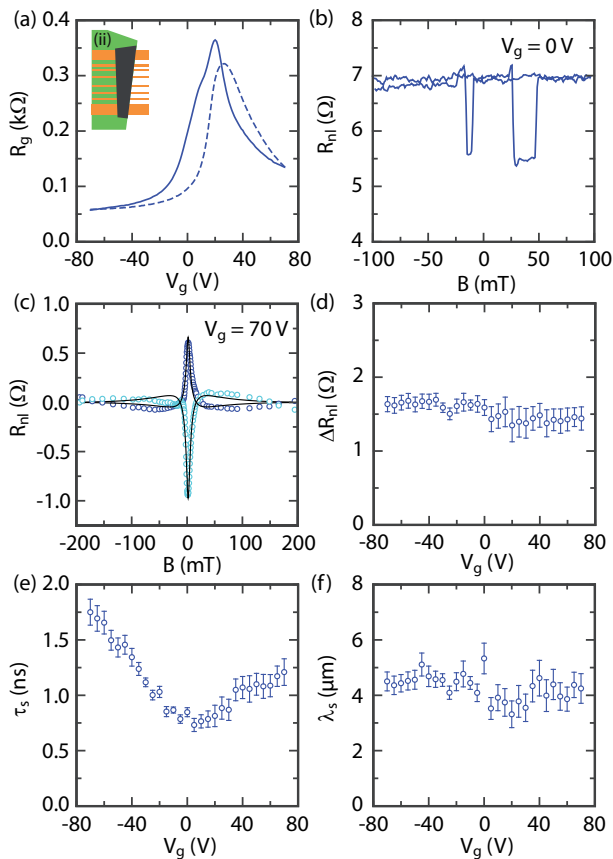 (a)
(ii)
R_g (kΩ)
0.4
0.3
0.2
0.1
0.0
-80 -40 0 40 80
V_g (V)
(b)
V_g = 0 V
R_nl (Ω)
8
7
6
5
4
-100 -50 0 50 100
B (mT)
(c)
V_g = 70 V
R_nl (Ω)
1.0
0.5
0.0
-0.5
-1.0
-200 -100 0 100 200
B (mT)
(d)
ΔR_nl (Ω)
3
2
1
0
-80 -40 0 40 80
V_g (V)
(e)
τ_s (ns)
2.0
1.5
1.0
0.5
0.0
-80 -40 0 40 80
V_g (V)
(f)
λ_s (μm)
8
6
4
2
0
-80 -40 0 40 80
V_g (V)